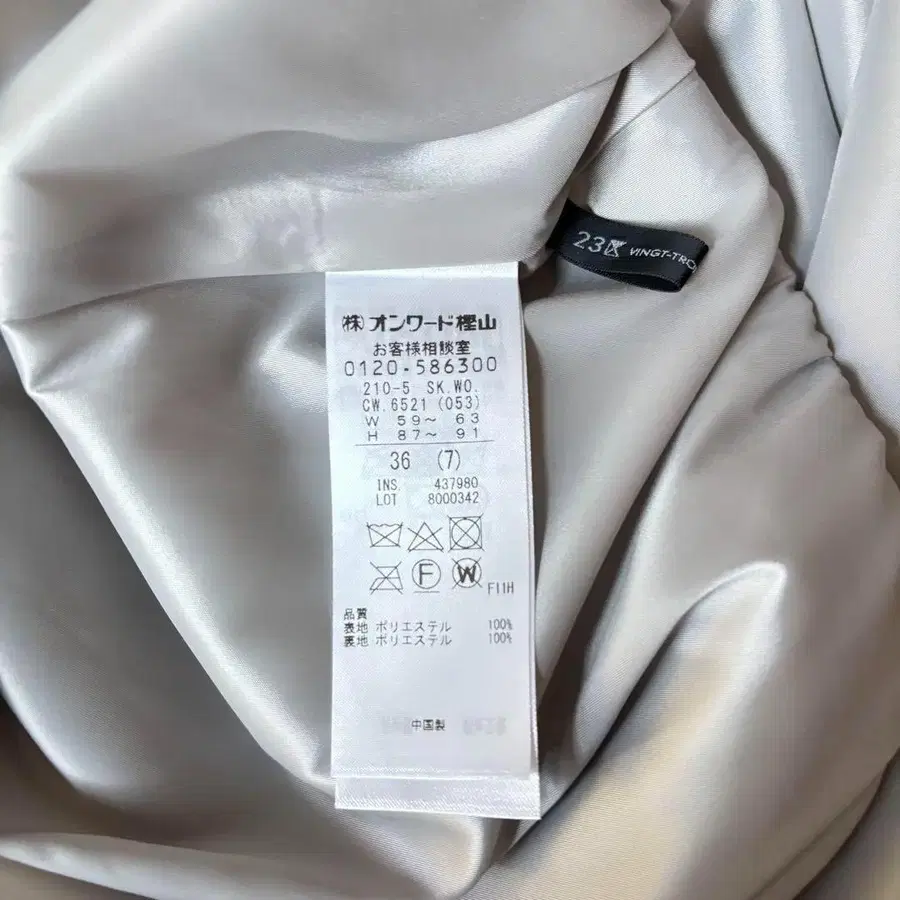 23区 VINGT-TRO
㈱オンワード樫山
お客様相談室
0120-586300
210-5 SK.WO.
CW.6521 (053)
W 59～ 63
H 87～ 91
36 (7)
INS. 437980
LOT 8000342
F
W
F11H
品質
表地 ポリエステル 100%
裏地 ポリエステル 100%
中国製